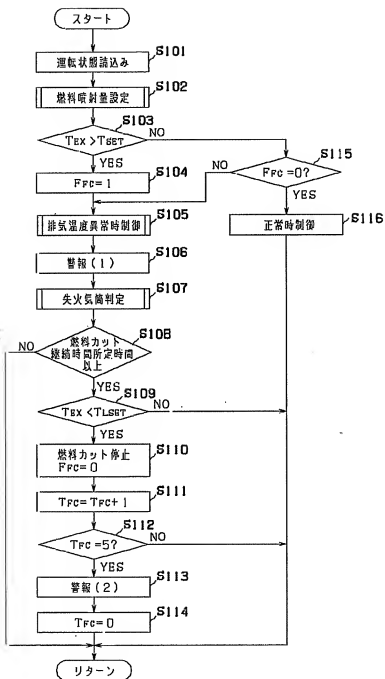 スタート
S101
運転状態読込み
S102
燃料噴射量設定
S103
TEX>TSET
NO
YES
S104
FFC=1
S115
FFC=0?
NO
YES
S105
排気温度異常時制御
S116
正常時制御
S106
警報(1)
S107
失火気筒判定
S108
燃料カット
継続時間所定時間
以上
NO
YES
S109
TEX<TLSET
NO
YES
S110
燃料カット停止
FFC=0
S111
TFC=TFC+1
S112
TFC=5?
NO
YES
S113
警報(2)
S114
TFC=0
リターン